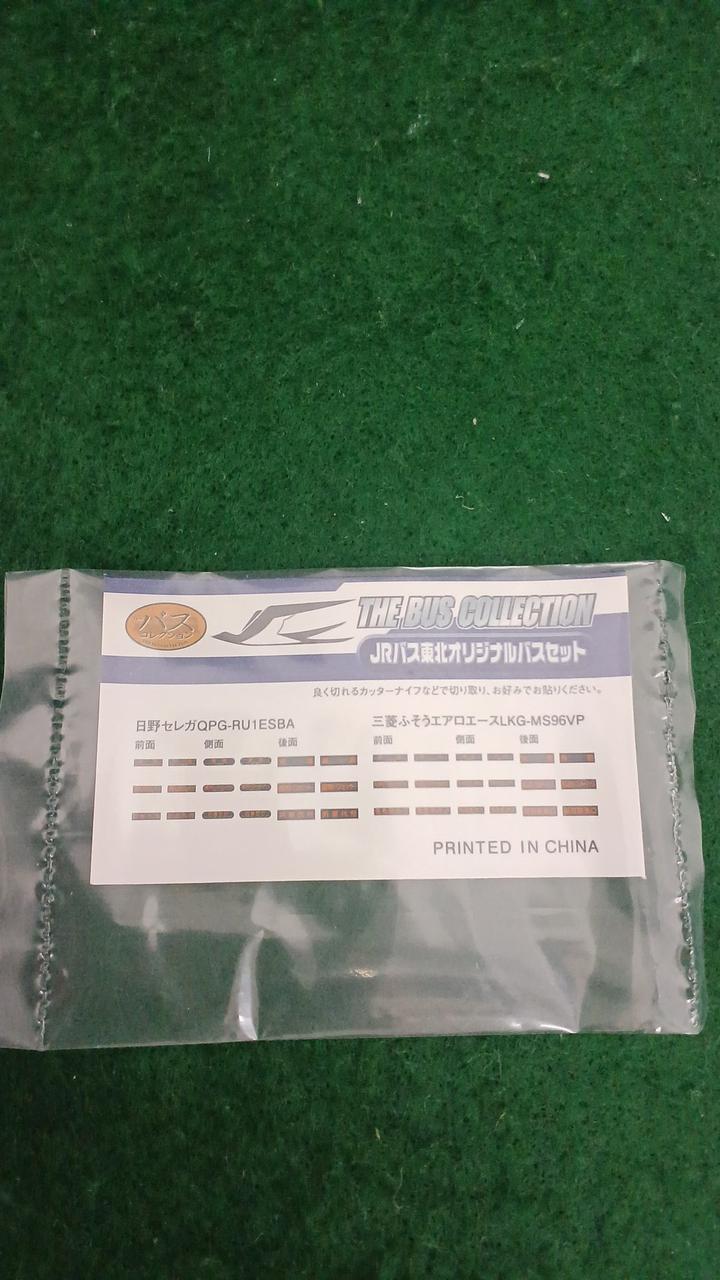 バス
コレクション
THE BUS COLLECTION
JRバス東北オリジナルバスセット
良く切れるカッターナイフなどで切り取り、お好みでお貼りください。
日野セレガQPG-RU1ESBA
前面 側面 後面
三菱ふそうエアロエースLKG-MS96VP
前面 側面 後面
PRINTED IN CHINA